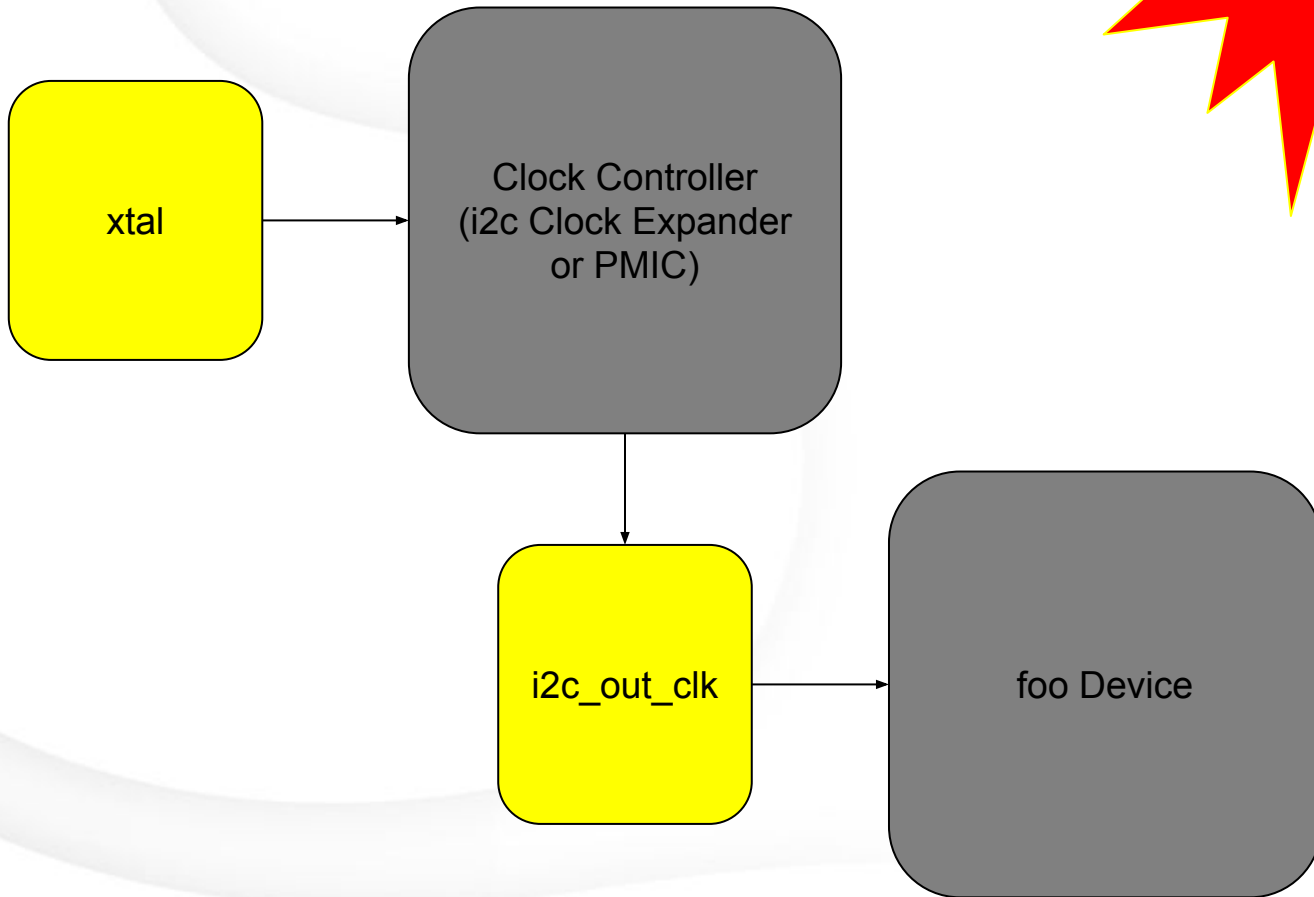 xtal
Clock Controller
(i2c Clock Expander
or PMIC)
i2c_out_clk
foo Device